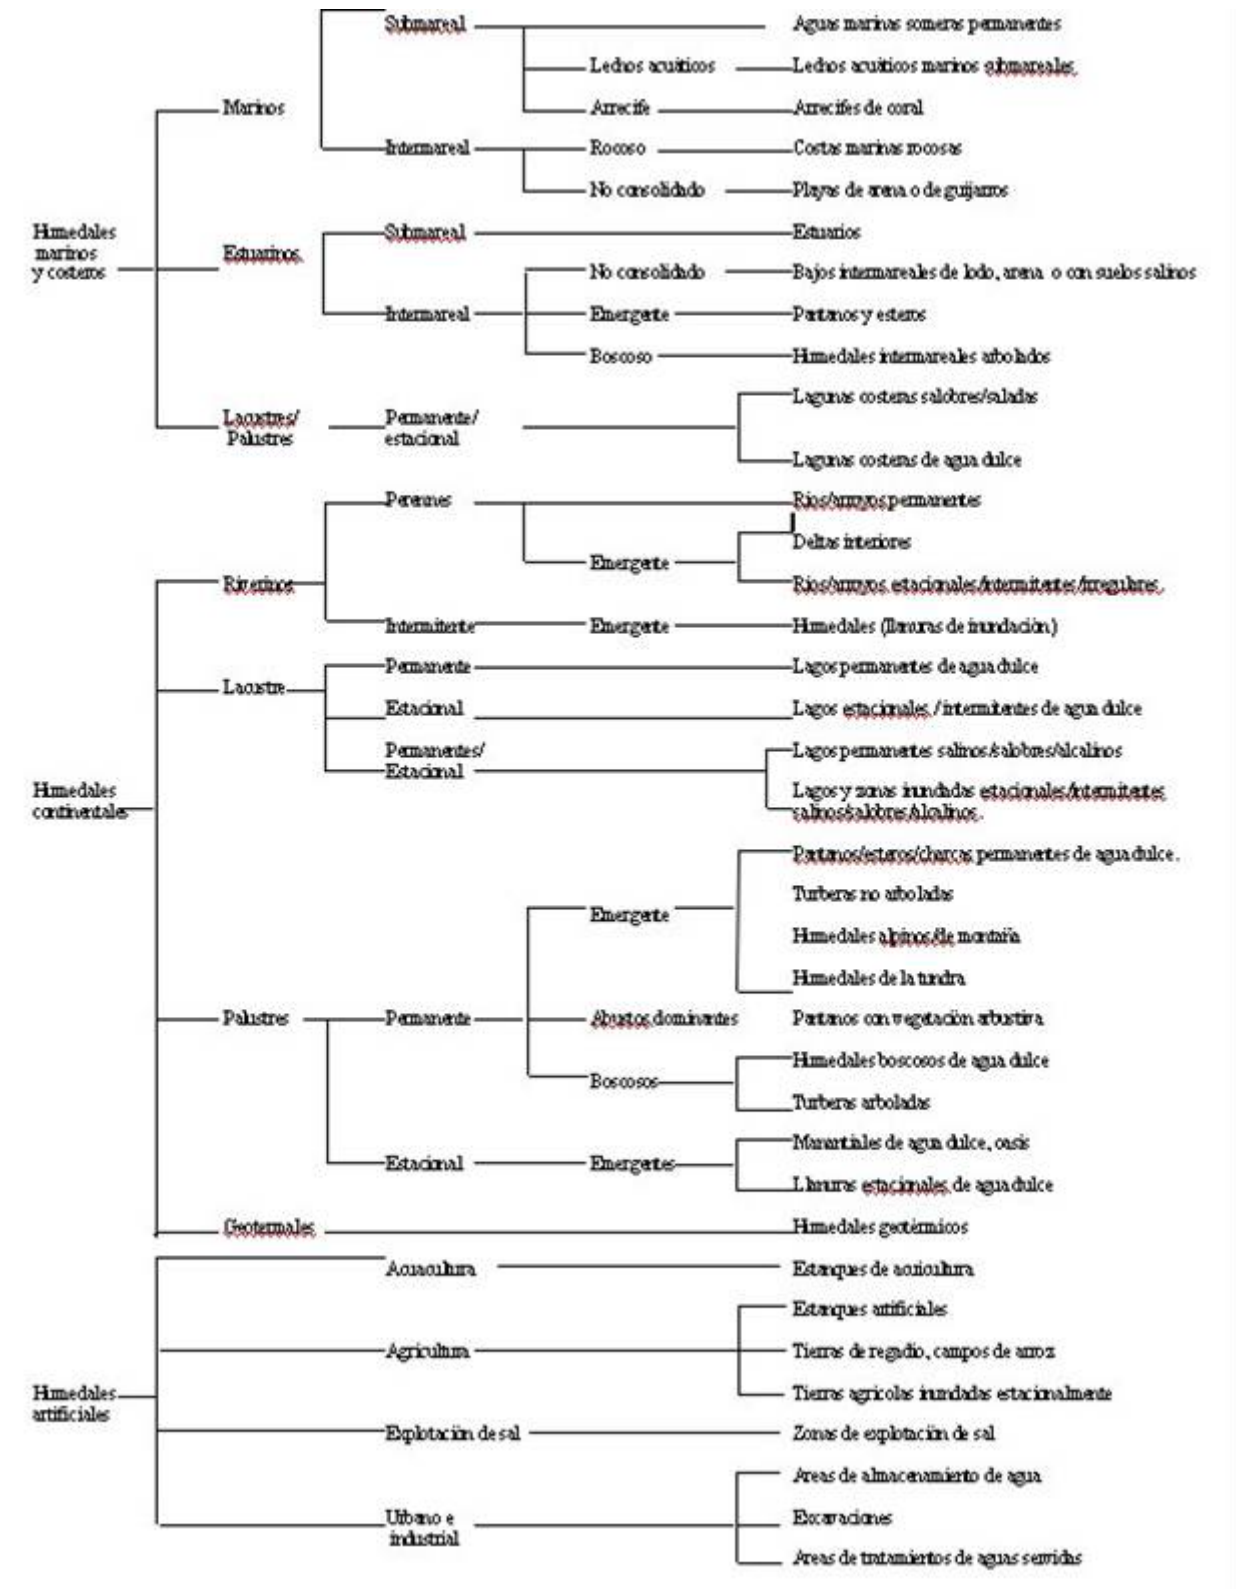 Submareal Aguas marinas someras permanentes
Lechos acuáticos Lechos acuáticos marinos submareales
Marinos Arrecife Arrecifes de coral
Intermareal Rocoso Costas marinas rocosas
No consolidado Playas de arena o de guijarros
Humedales Submareal Estuarios
marinos Estuarinos
y costeros No consolidado Bajos intermareales de lodo, arena o con suelos salinos
Intermareal Emergente Pantanos y esteros
Boscoso Humedales intermareales arbolados
Lagunas costeras salobres/saladas
Lacustres/ Permanente/
Palustres estacional
Lagunas costeras de agua dulce
Perennes Ríos/arroyos permanentes
Deltas interiores
Emergente
Riverinos Ríos/arroyos estacionales/intermitentes/irregulares.
Intermitente Emergente Humedales (llanuras de inundación)
Permanente Lagos permanentes de agua dulce
Lacustre
Estacional Lagos estacionales / intermitentes de agua dulce
Permanentes/ Lagos permanentes salinos/salobres/alcalinos
Estacional
Humedales Lagos y zonas inundadas estacionales/intermitentes
continentales salinos/salobres/alcalinos.
Pantanos/esteros/charcas permanentes de agua dulce.
Turberas no arboladas
Emergente
Humedales alpinos/de montaña
Humedales de la tundra
Palustres Permanente Abustos dominantes Pantanos con vegetación arbustiva
Humedales boscosos de agua dulce
Boscosos
Turberas arboladas
Manantiales de agua dulce, oasis
Estacional Emergentes
Llanuras estacionales de agua dulce
Geotermales Humedales geotérmicos
Acuacultura Estanques de acuicultura
Estanques artificiales
Agricultura Tierras de regadío, campos de arroz
Humedales Tierras agrícolas inundadas estacionalmente
artificiales
Explotación de sal Zonas de explotación de sal
Areas de almacenamiento de agua
Urbano e Excavaciones
industrial
Areas de tratamientos de aguas servidas